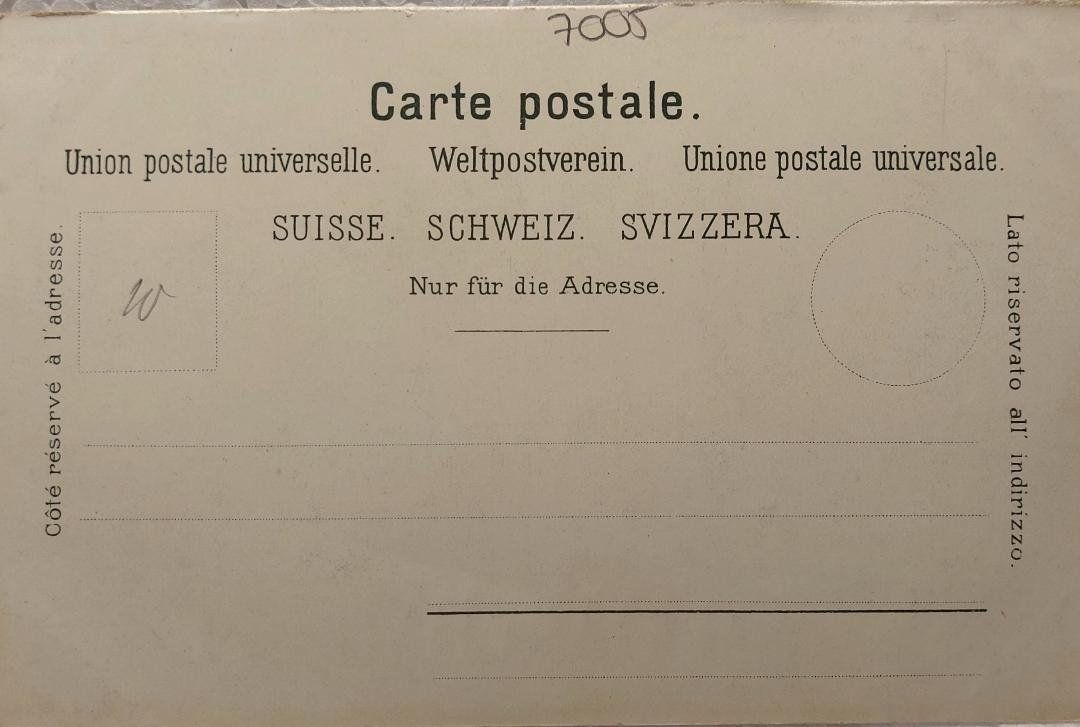 7005
Carte postale.
Union postale universelle. Weltpostverein. Unione postale universale.
SUISSE. SCHWEIZ. SVIZZERA.
Nur für die Adresse.
Côté réservé à l'adresse.
Lato riservato all' indirizzo.